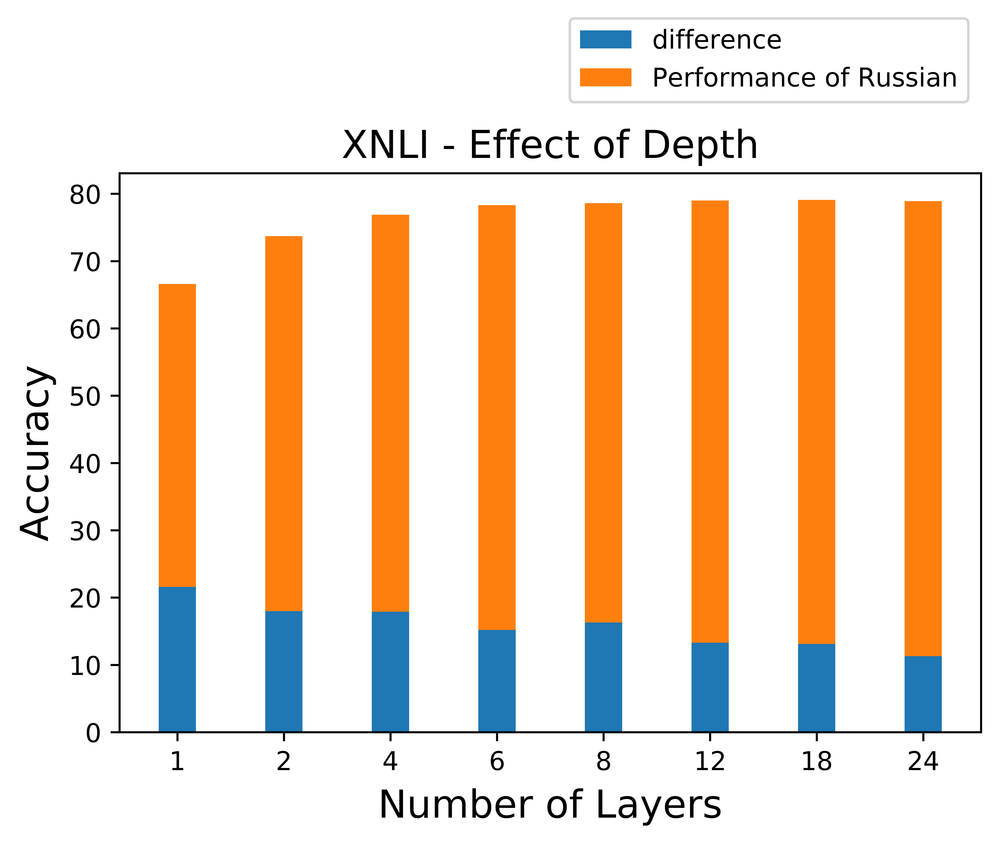 difference
Performance of Russian
XNLI - Effect of Depth
80
70
60
50
40
30
20
10
0
Accuracy
1 2 4 6 8 12 18 24
Number of Layers